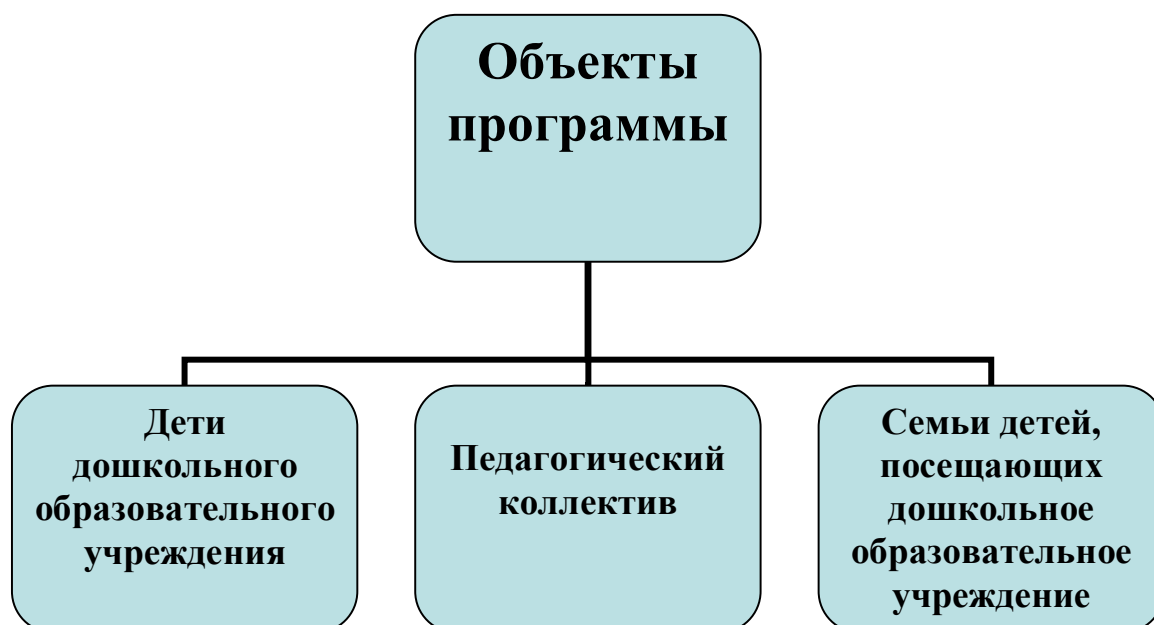 Объекты
программы
Дети
дошкольного
образовательного
учреждения
Педагогический
коллектив
Семьи детей,
посещающих
дошкольное
образовательное
учреждение